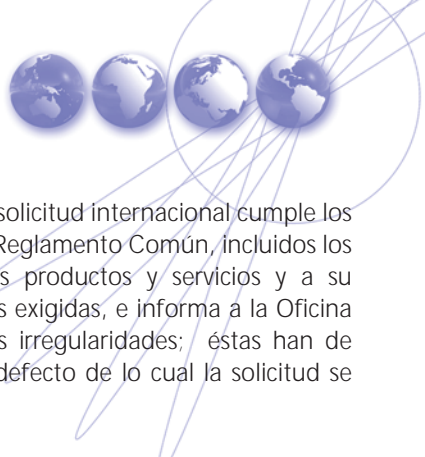 solicitud internacional cumple los
Reglamento Común, incluidos los
s productos y servicios y a su
s exigidas, e informa a la Oficina
s irregularidades; éstas han de
defecto de lo cual la solicitud se